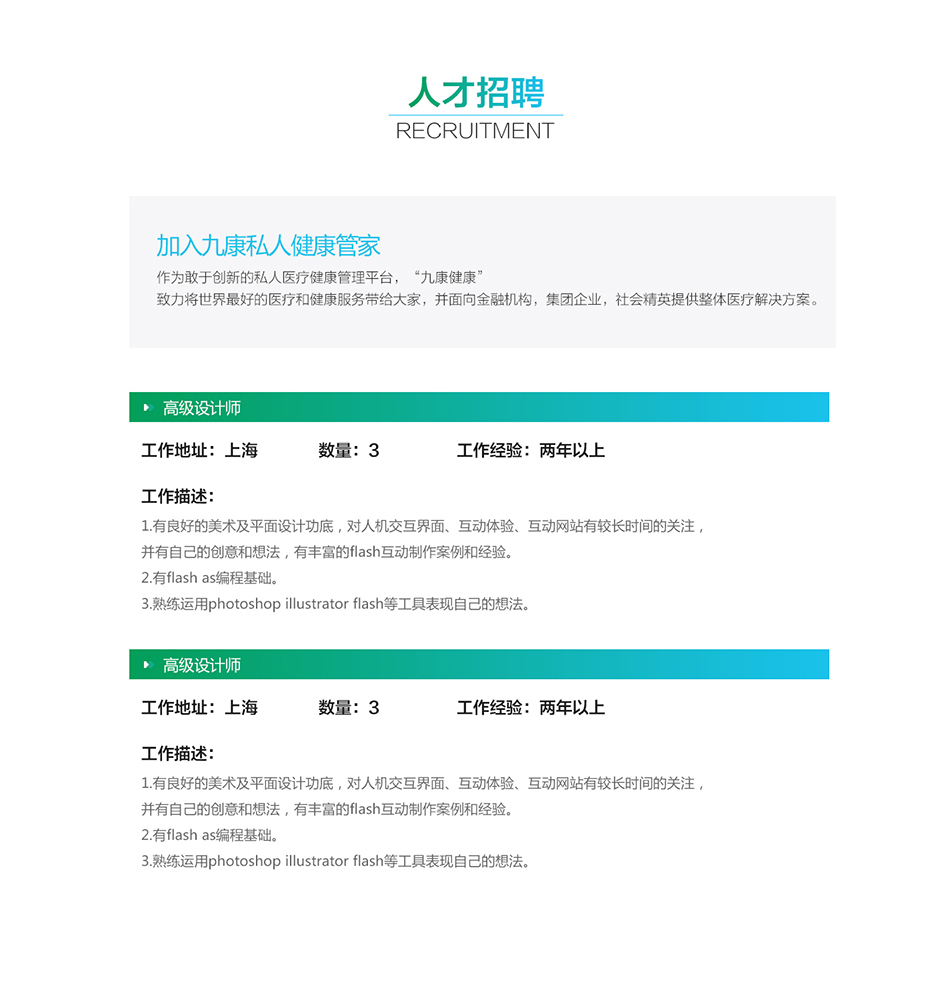 人才招聘
RECRUITMENT
加入九康私人健康管家
作为敢于创新的私人医疗健康管理平台，“九康健康”
致力将世界最好的医疗和健康服务带给大家，并面向金融机构，集团企业，社会精英提供整体医疗解决方案。
高级设计师
工作地址：上海 数量：3 工作经验：两年以上
工作描述：
1.有良好的美术及平面设计功底，对人机交互界面、互动体验、互动网站有较长时间的关注，
并有自己的创意和想法，有丰富的flash互动制作案例和经验。
2.有flash as编程基础。
3.熟练运用photoshop illustrator flash等工具表现自己的想法。
高级设计师
工作地址：上海 数量：3 工作经验：两年以上
工作描述：
1.有良好的美术及平面设计功底，对人机交互界面、互动体验、互动网站有较长时间的关注，
并有自己的创意和想法，有丰富的flash互动制作案例和经验。
2.有flash as编程基础。
3.熟练运用photoshop illustrator flash等工具表现自己的想法。